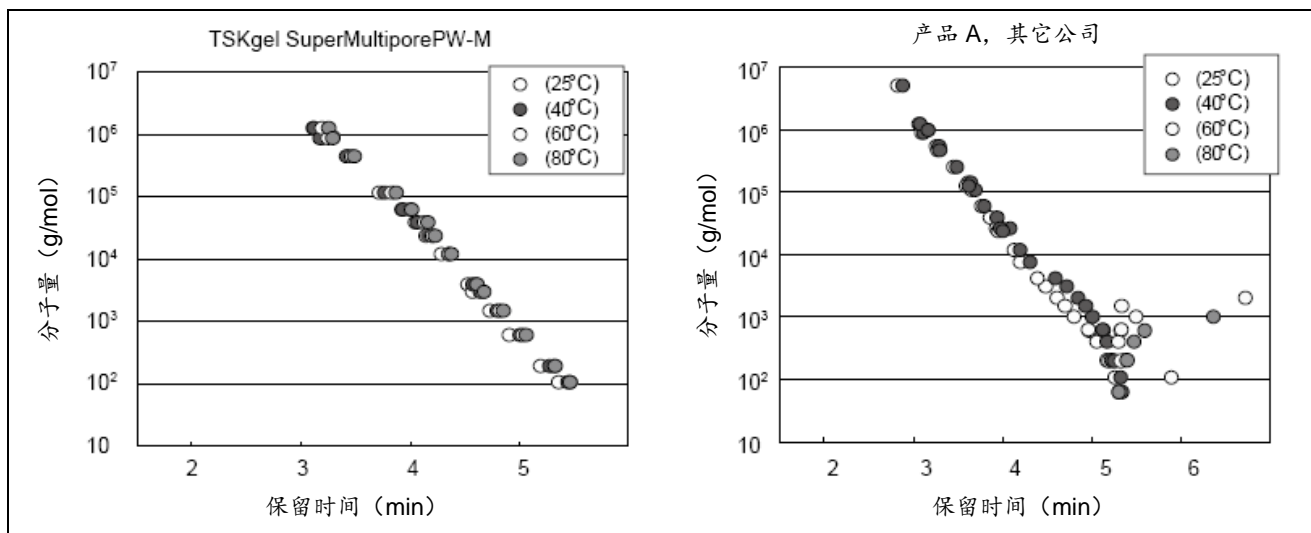 TSKgel SuperMultiporePW-M
10⁷
10⁶
10⁵
10⁴
10³
10²
10
(25℃)
(40℃)
(60℃)
(80℃)
分子量（g/mol）
2 3 4 5
保留时间（min）
产品 A，其它公司
10⁷
10⁶
10⁵
10⁴
10³
10²
10
(25℃)
(40℃)
(60℃)
(80℃)
分子量（g/mol）
2 3 4 5 6
保留时间（min）